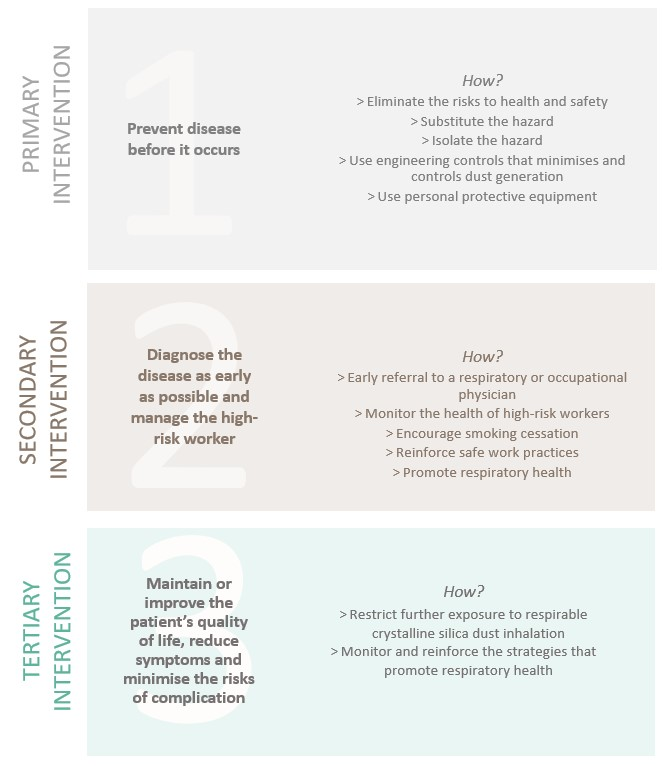 PRIMARY
INTERVENTION
1
Prevent disease
before it occurs
How?
> Eliminate the risks to health and safety
> Substitute the hazard
> Isolate the hazard
> Use engineering controls that minimises and
controls dust generation
> Use personal protective equipment
SECONDARY
INTERVENTION
2
Diagnose the
disease as early
as possible and
manage the high-
risk worker
How?
> Early referral to a respiratory or occupational
physician
> Monitor the health of high-risk workers
> Encourage smoking cessation
> Reinforce safe work practices
> Promote respiratory health
TERTIARY
INTERVENTION
3
Maintain or
improve the
patient's quality
of life, reduce
symptoms and
minimise the risks
of complication
How?
> Restrict further exposure to respirable
crystalline silica dust inhalation
> Monitor and reinforce the strategies that
promote respiratory health